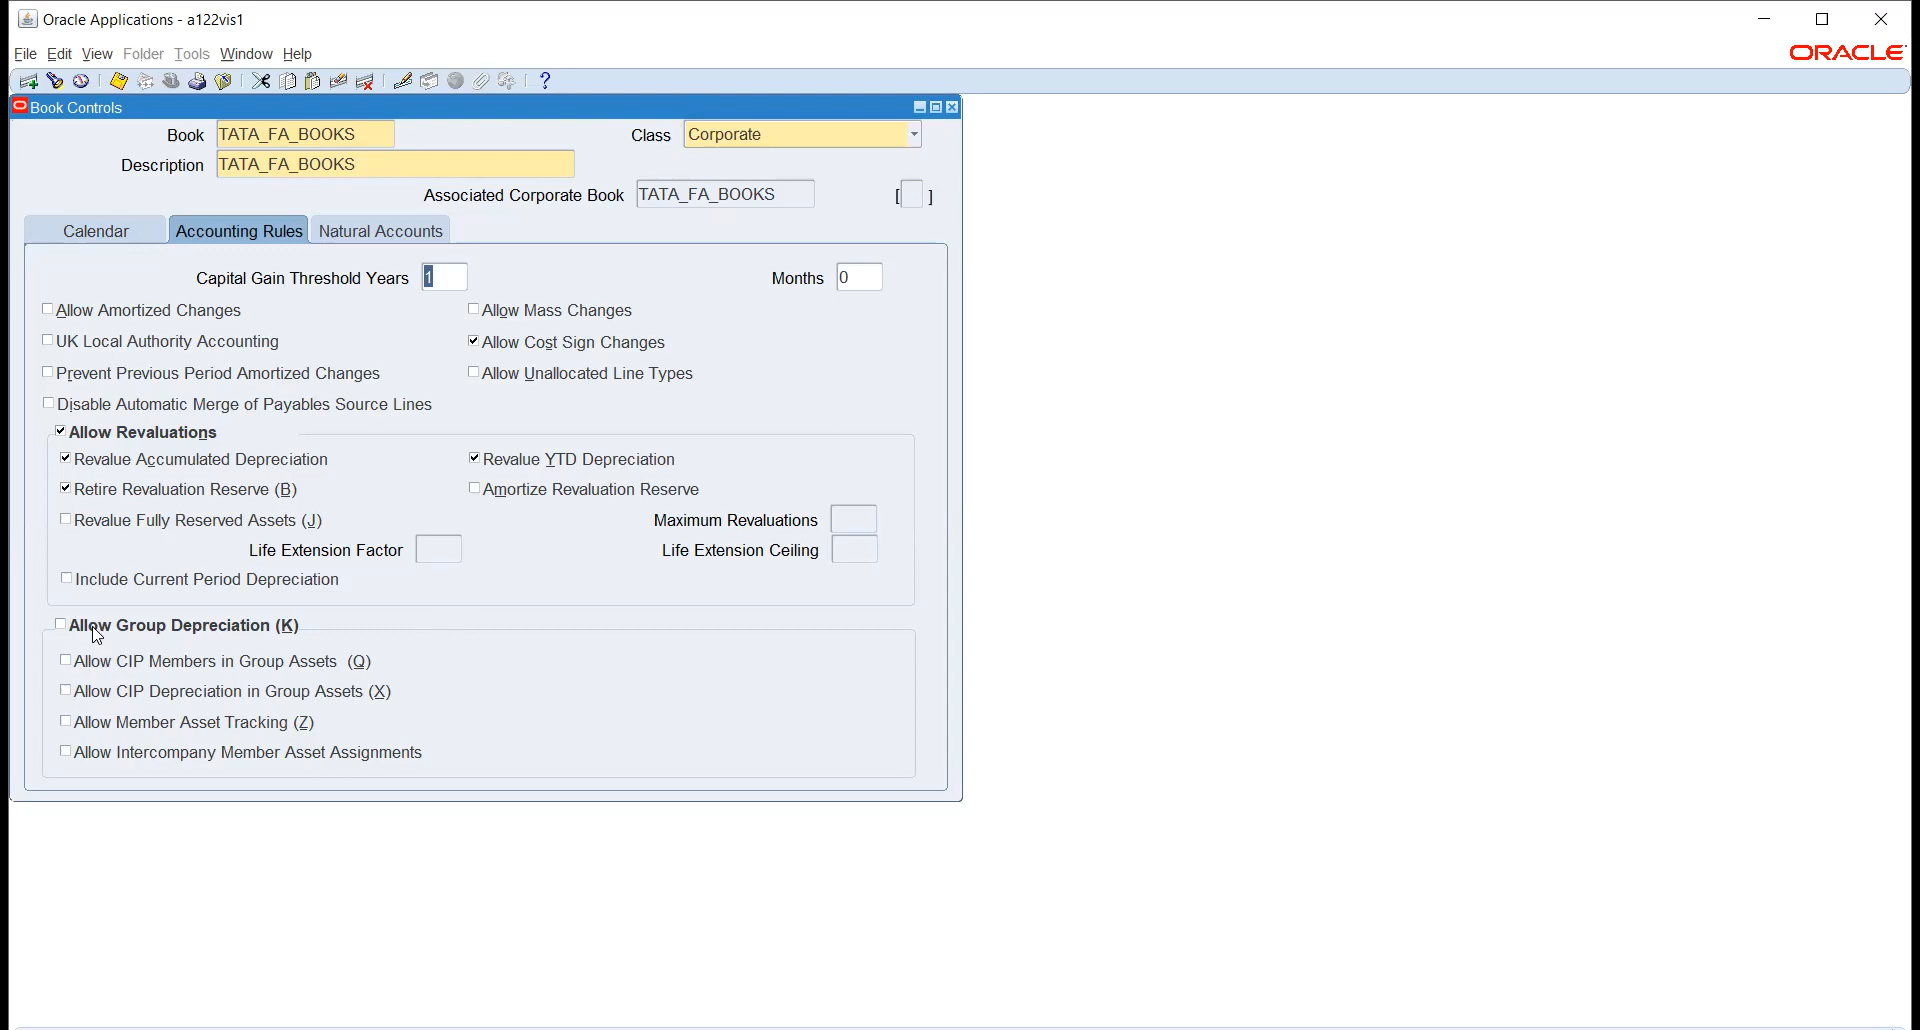 Oracle Applications - a122vis1
File Edit View Folder Tools Window Help
ORACLE
Book Controls
Book TATA_FA_BOOKS Class Corporate
Description TATA_FA_BOOKS
Associated Corporate Book TATA_FA_BOOKS [ ]
Calendar Accounting Rules Natural Accounts
Capital Gain Threshold Years 1 Months 0
Allow Amortized Changes Allow Mass Changes
UK Local Authority Accounting Allow Cost Sign Changes
Prevent Previous Period Amortized Changes Allow Unallocated Line Types
Disable Automatic Merge of Payables Source Lines
Allow Revaluations
Revalue Accumulated Depreciation Revalue YTD Depreciation
Retire Revaluation Reserve (B) Amortize Revaluation Reserve
Revalue Fully Reserved Assets (J) Maximum Revaluations
Life Extension Factor Life Extension Ceiling
Include Current Period Depreciation
Allow Group Depreciation (K)
Allow CIP Members in Group Assets (Q)
Allow CIP Depreciation in Group Assets (X)
Allow Member Asset Tracking (Z)
Allow Intercompany Member Asset Assignments